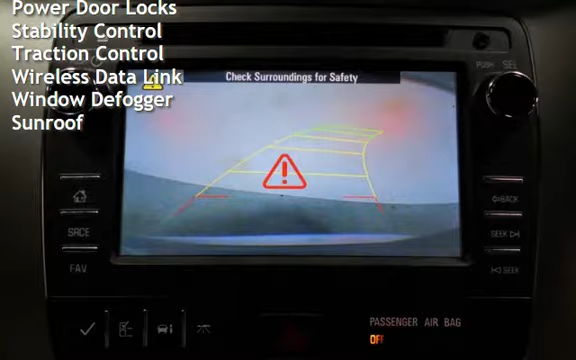 Power Door Locks
Stability Control
Traction Control
Wireless Data Link
Window Defogger
Sunroof
Check Surroundings for Safety
PUSH SEL
BACK
SRCE
SEEK
FAV
SEEK
PASSENGER AIR BAG
OFF